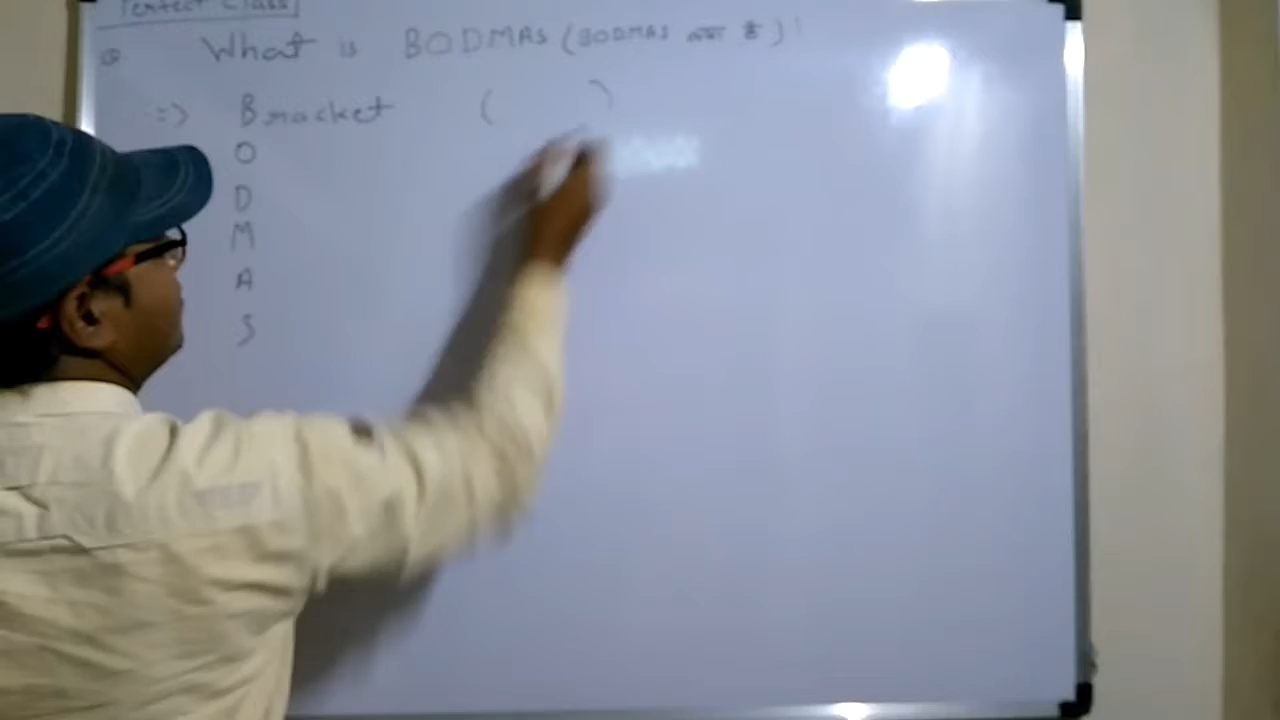 Perfect Class
Q What is BODMAS (BODMAS क्या है)
=> Bracket ( )
O
D
M
A
S